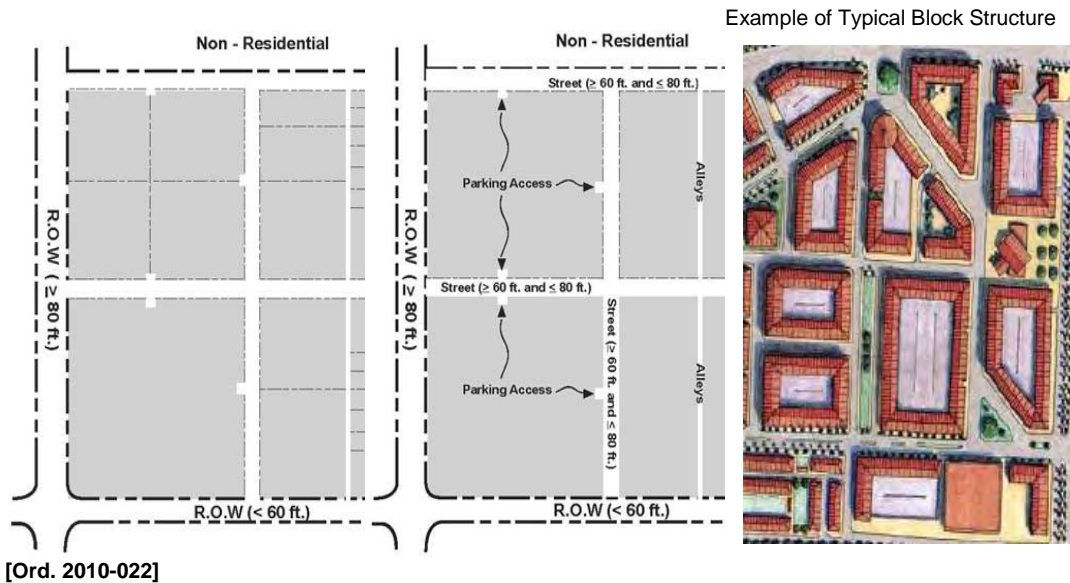 Example of Typical Block Structure
Non - Residential
R.O.W (≥ 80 ft.)
R.O.W (< 60 ft.)
Non - Residential
Street (≥ 60 ft. and ≤ 80 ft.)
Parking Access
Alleys
R.O.W (≥ 80 ft.)
Street (≥ 60 ft. and ≤ 80 ft.)
Street (≥ 60 ft. and ≤ 80 ft.)
Parking Access
Alleys
R.O.W (< 60 ft.)
[Ord. 2010-022]